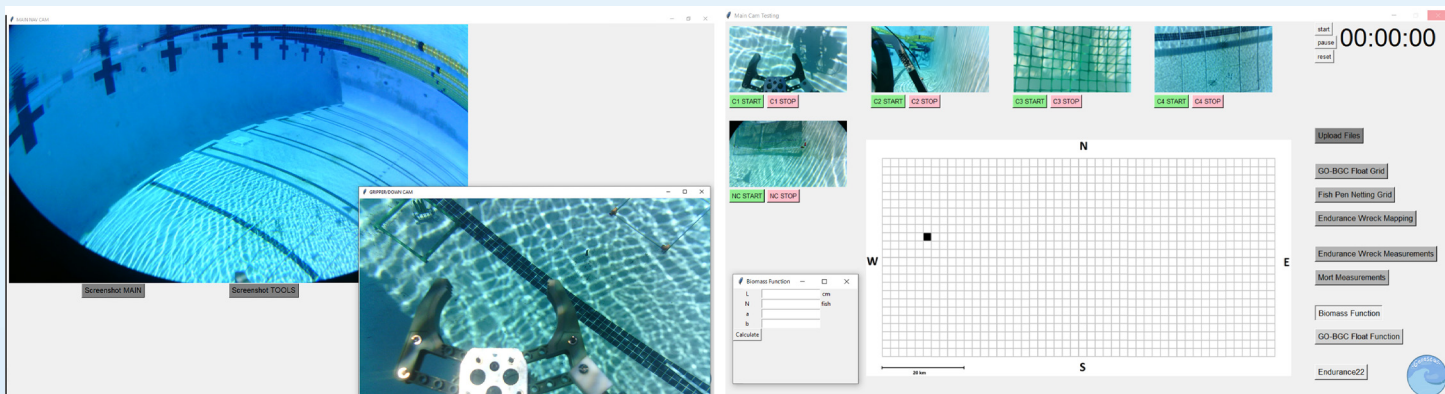 MAIN NAV CAM
Screenshot MAIN
Screenshot TOOLS
GRIPPER/DOWN CAM
Main Cam Testing
C1 START
C1 STOP
C2 START
C2 STOP
C3 START
C3 STOP
C4 START
C4 STOP
NC START
NC STOP
start
pause
reset
00:00:00
N
W
E
S
20 km
Biomass Function
L
cm
N
fish
a
b
Calculate
Upload Files
GO-BGC Float Grid
Fish Pen Netting Grid
Endurance Wreck Mapping
Endurance Wreck Measurements
Mort Measurements
Biomass Function
GO-BGC Float Function
Endurance22